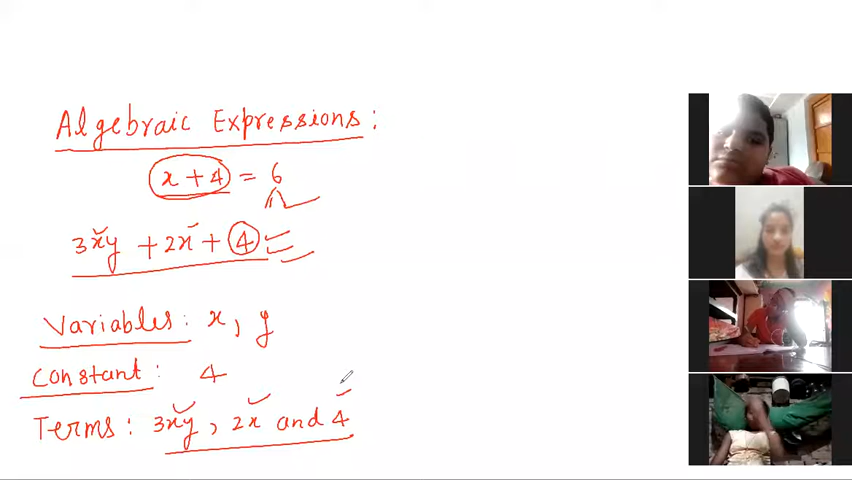 Algebraic Expressions:
x + 4 = 6
3xy + 2x + 4
Variables: x, y
Constant: 4
Terms: 3xy, 2x and 4